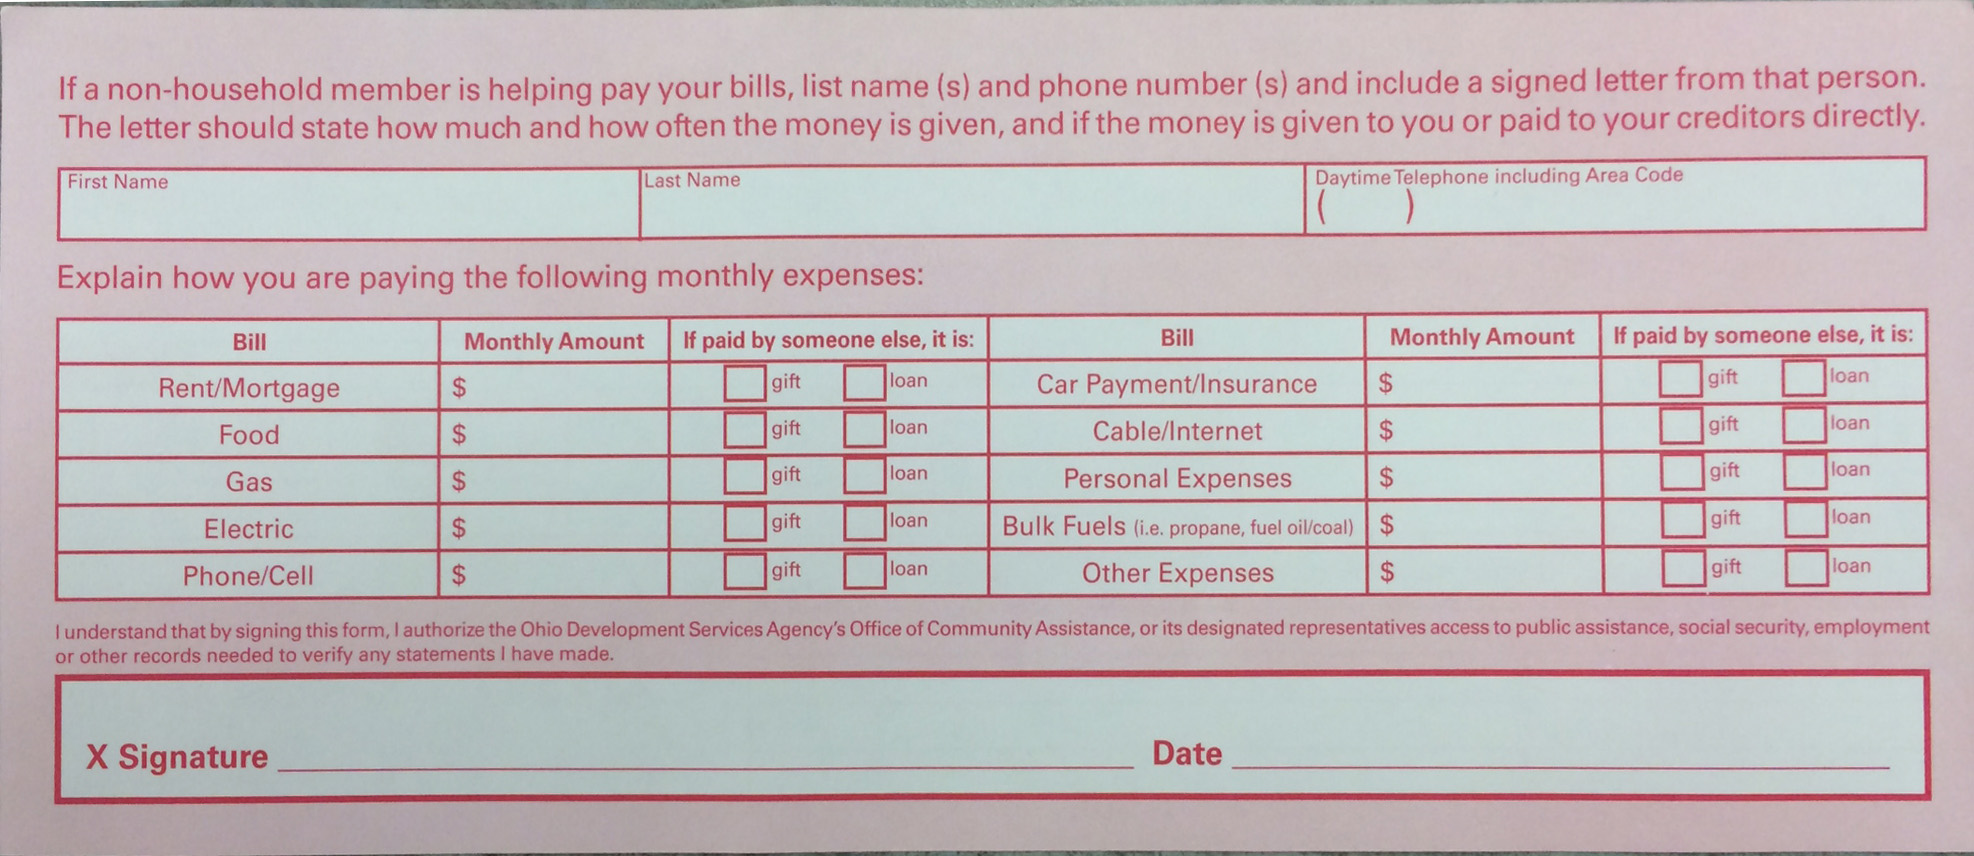 If a non-household member is helping pay your bills, list name (s) and phone number (s) and include a signed letter from that person.
The letter should state how much and how often the money is given, and if the money is given to you or paid to your creditors directly.
First Name Last Name Daytime Telephone including Area Code
( )
Explain how you are paying the following monthly expenses:
Bill Monthly Amount If paid by someone else, it is: Bill Monthly Amount If paid by someone else, it is:
Rent/Mortgage $ gift loan Car Payment/Insurance $ gift loan
Food $ gift loan Cable/Internet $ gift loan
Gas $ gift loan Personal Expenses $ gift loan
Electric $ gift loan Bulk Fuels (i.e. propane, fuel oil/coal) $ gift loan
Phone/Cell $ gift loan Other Expenses $ gift loan
I understand that by signing this form, I authorize the Ohio Development Services Agency's Office of Community Assistance, or its designated representatives access to public assistance, social security, employment
or other records needed to verify any statements I have made.
X Signature Date